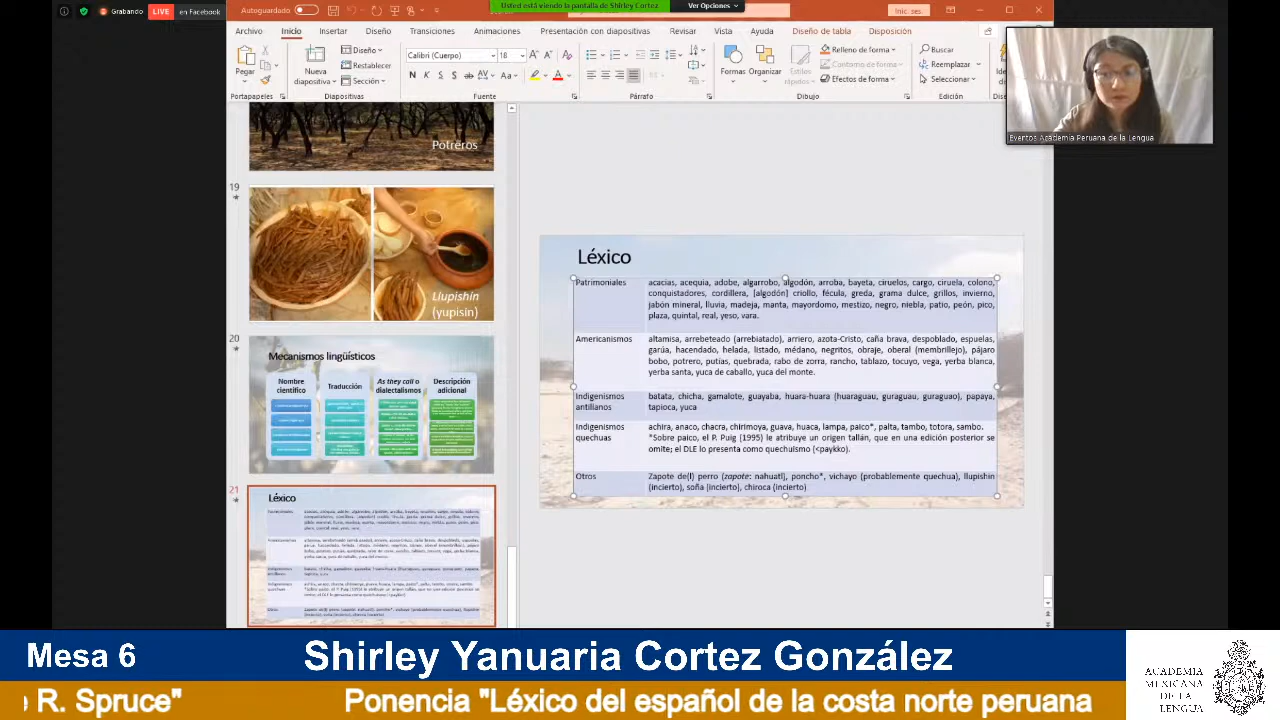 Grabando
LIVE
en Facebook
Autoguardado
Usted está viendo la pantalla de Shirley Cortez
Ver Opciones
Inic. ses.
Archivo
Inicio
Insertar
Diseño
Transiciones
Animaciones
Presentación con diapositivas
Revisar
Vista
Ayuda
Diseño de tabla
Disposición
Pegar
Nueva
diapositiva
Diseño
Restablecer
Sección
Calibri (Cuerpo)
18
Formas
Organizar
Estilos
rápidos
Relleno de forma
Contorno de forma
Efectos de forma
Buscar
Reemplazar
Seleccionar
Portapapeles
Diapositivas
Fuente
Párrafo
Dibujo
Edición
Eventos Academia Peruana de la Lengua
Potreros
19
Llupishin
(yupisin)
20
Mecanismos lingüísticos
Nombre
científico
Traducción
As they call o
dialectalismos
Descripción
adicional
21
Léxico
Léxico
Patrimoniales
acacias, acequia, adobe, algarrobo, algodón, arroba, bayeta, ciruelos, cargo, ciruela, colono,
conquistadores, cordillera, [algodón] criollo, fécula, greda, grama dulce, grillos, invierno,
jabón mineral, lluvia, madeja, manta, mayordomo, mestizo, negro, niebla, patio, peón, pico,
plaza, quintal, real, yeso, vara.
Americanismos
altamisa, arrebeteado (arrebiatado), arriero, azota-Cristo, caña brava, despoblado, espuelas,
garúa, hacendado, helada, listado, médano, negritos, obraje, oberal (membrillejo), pájaro
bobo, potrero, putías, quebrada, rabo de zorra, rancho, tablazo, tocuyo, vega, yerba blanca,
yerba santa, yuca de caballo, yuca del monte.
Indigenismos
antillanos
batata, chicha, gamalote, guayaba, huara-huara (huaraguau, guraguau, guraguao), papaya,
tapioca, yuca
Indigenismos
quechuas
achira, anaco, chacra, chirimoya, guano, huaca, lampa, palco*, palta, tambo, totora, sambo.
*Sobre palco, el P. Puig (1995) le atribuye un origen tallán, que en una edición posterior se
omite; el DLE lo presenta como quechuismo (<paykko).
Otros
Zapote de(l) perro (zapote: nahuatl), poncho*, vichayo (probablemente quechua), llupishin
(incierto), soña (incierto), chiroca (incierto)
Mesa 6
Shirley Yanuaria Cortez González
R. Spruce"
Ponencia "Léxico del español de la costa norte peruana
ACADEMIA
MEXICANA
DE LA
LENGUA